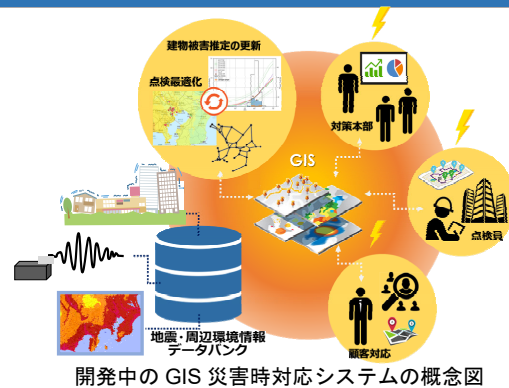 建物被害推定の更新
点検最適化
対策本部
GIS
点検員
顧客対応
地震・周辺環境情報
データバンク
開発中の GIS 災害時対応システムの概念図